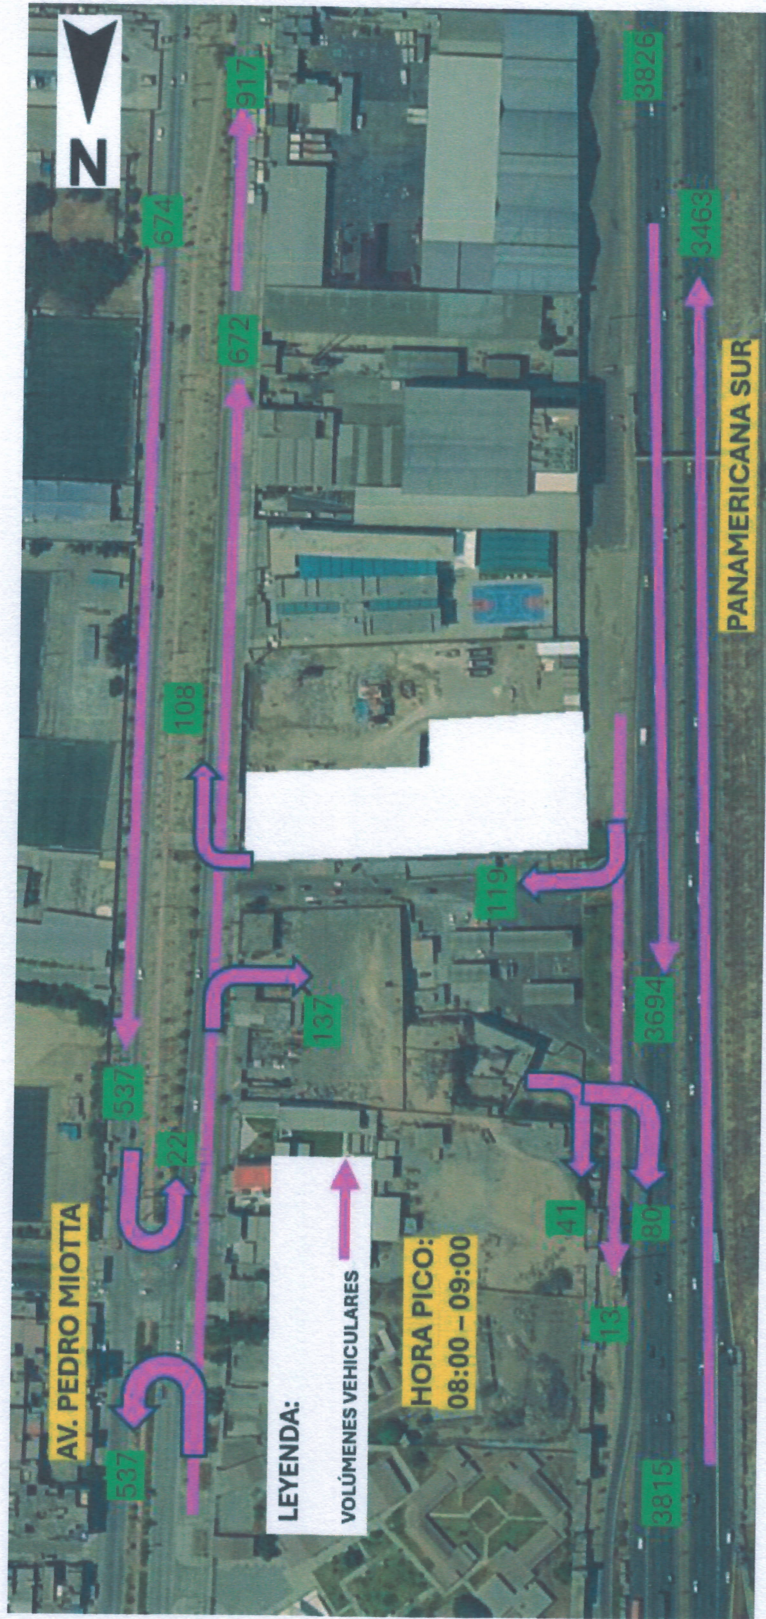 N
674
917
672
108
537
22
137
537
AV. PEDRO MIOTTA
LEYENDA:
VOLÚMENES VEHICULARES
HORA PICO:
08:00 – 09:00
119
41
80
13
3694
3815
3826
3463
PANAMERICANA SUR